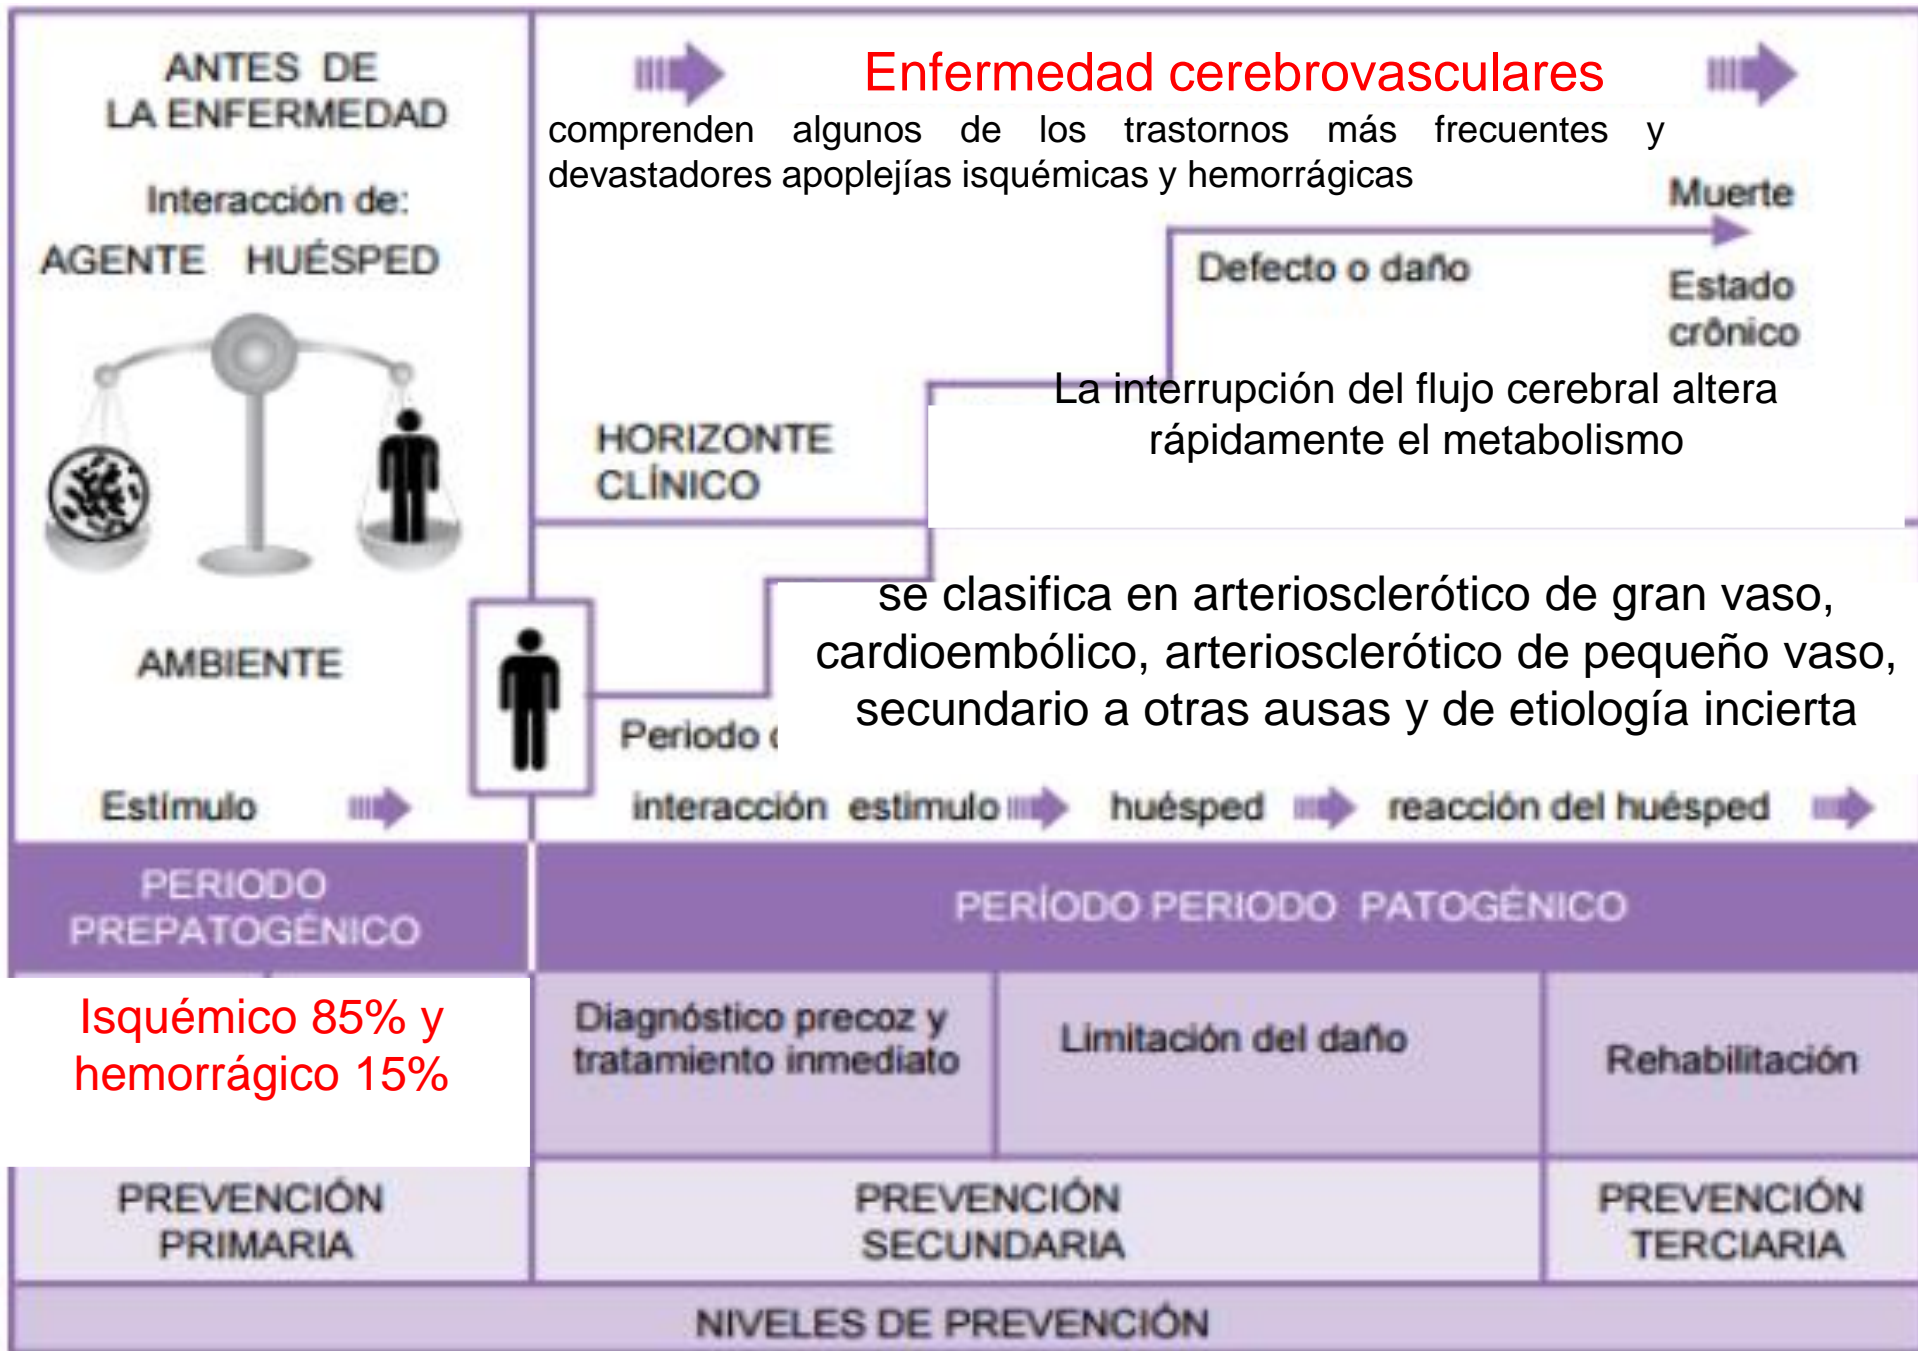 ANTES DE
LA ENFERMEDAD
Interacción de:
AGENTE HUÉSPED
AMBIENTE
Estímulo
Enfermedad cerebrovasculares
comprenden algunos de los trastornos más frecuentes y
devastadores apoplejías isquémicas y hemorrágicas
Muerte
Defecto o daño
Estado
crônico
La interrupción del flujo cerebral altera
rápidamente el metabolismo
HORIZONTE
CLÍNICO
se clasifica en arteriosclerótico de gran vaso,
cardioembólico, arteriosclerótico de pequeño vaso,
secundario a otras ausas y de etiología incierta
Periodo
interacción estimulo huésped reacción del huésped
PERIODO
PREPATOGÉNICO
PERÍODO PERIODO PATOGÉNICO
Isquémico 85% y
hemorrágico 15%
Diagnóstico precoz y
tratamiento inmediato
Limitación del daño
Rehabilitación
PREVENCIÓN
PRIMARIA
PREVENCIÓN
SECUNDARIA
PREVENCIÓN
TERCIARIA
NIVELES DE PREVENCIÓN